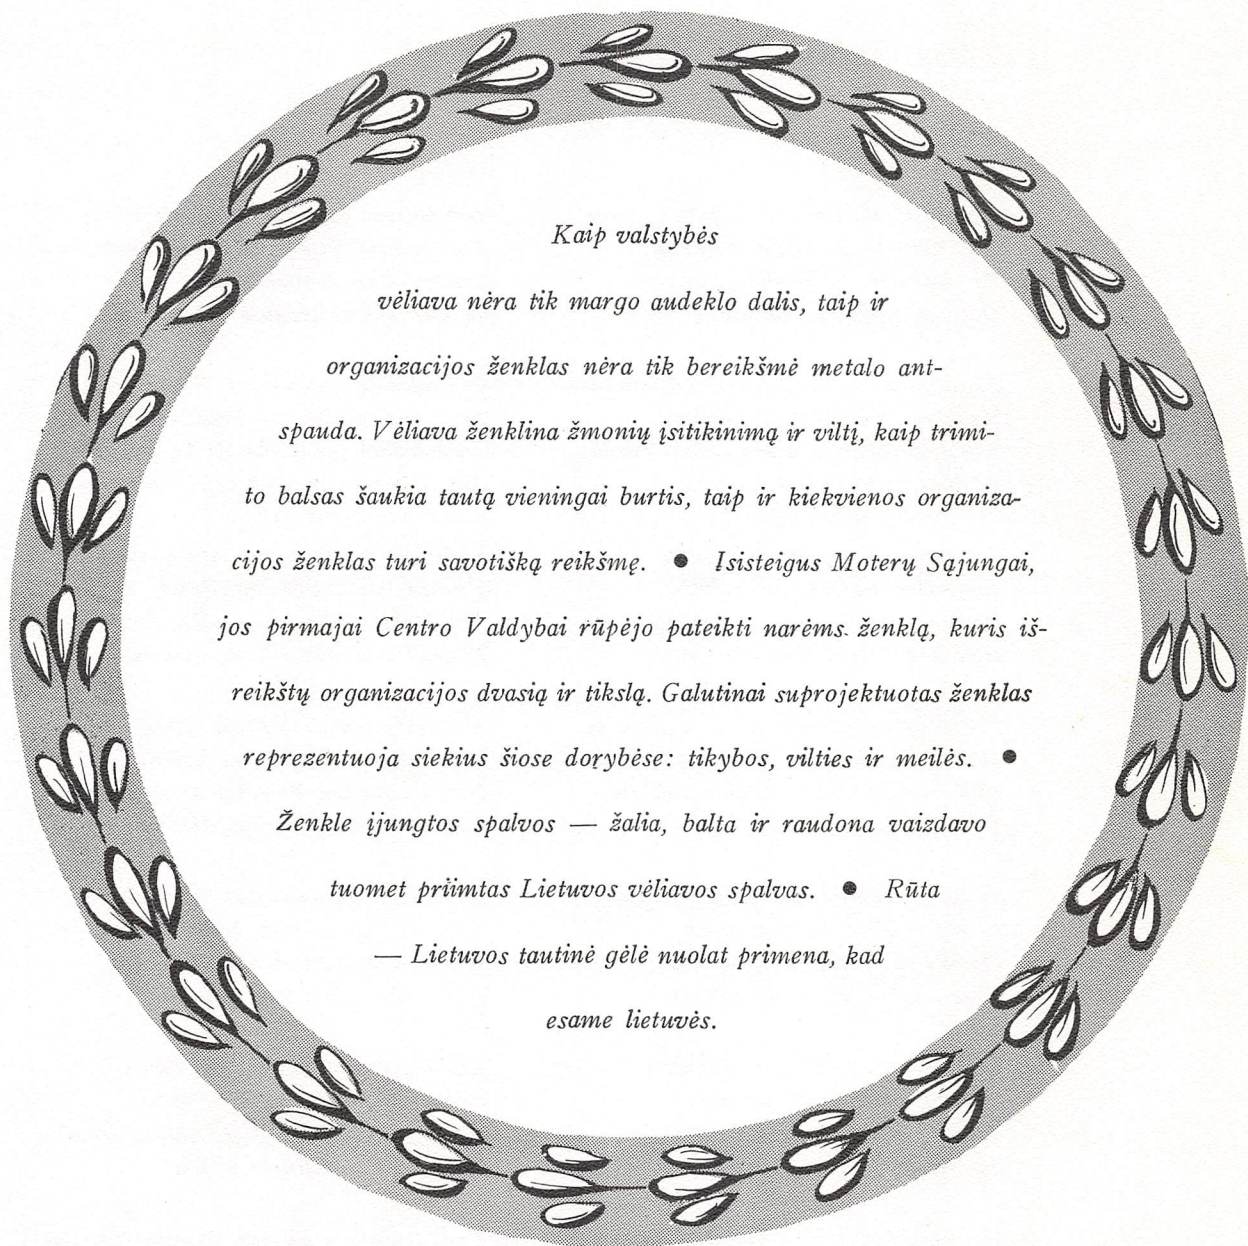 Kaip valstybės
vėliava nėra tik margo audeklo dalis, taip ir
organizacijos ženklas nėra tik bereikšmė metalo ant-
spauda. Vėliava ženklina žmonių įsitikinimą ir viltį, kaip trimi-
to balsas šaukia tautą vieningai burtis, taip ir kiekvienos organiza-
cijos ženklas turi savotišką reikšmę. ● Įsisteigus Moterų Sąjungai,
jos pirmajai Centro Valdybai rūpėjo pateikti narėms ženklą, kuris iš-
reikštų organizacijos dvasią ir tikslą. Galutinai suprojektuotas ženklas
reprezentuoja siekius šiose dorybėse: tikybos, vilties ir meilės. ●
Ženkle įjungtos spalvos — žalia, balta ir raudona vaizdavo
tuomet priimtas Lietuvos vėliavos spalvas. ● Rūta
— Lietuvos tautinė gėlė nuolat primena, kad
esame lietuvės.